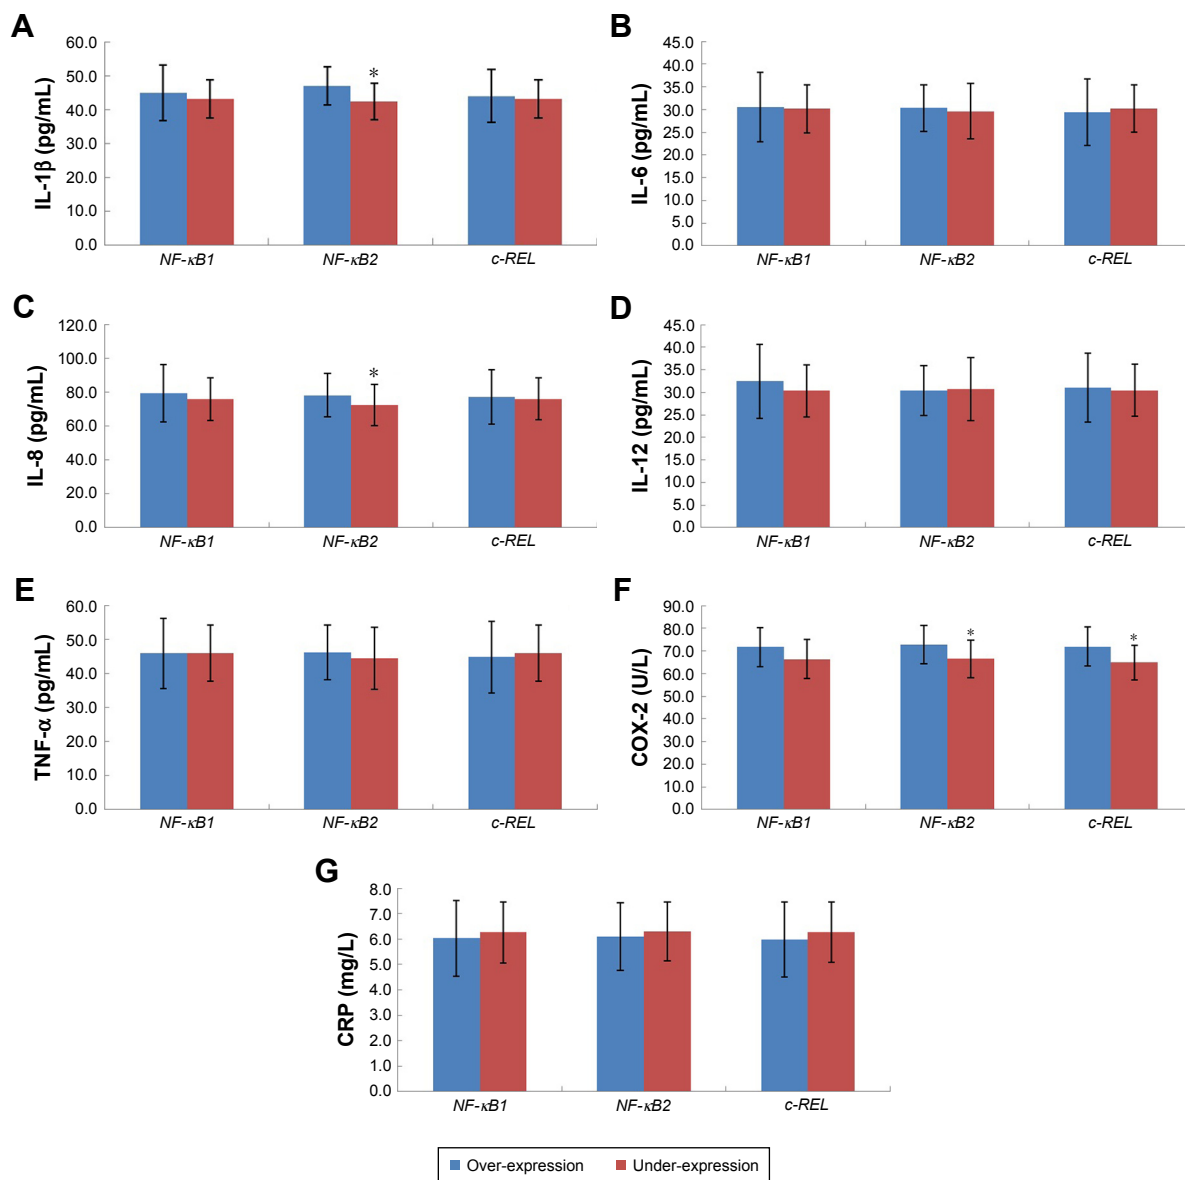 A
IL-1β (pg/mL)
60.0
50.0
40.0
30.0
20.0
10.0
0.0
*
NF-κB1
NF-κB2
c-REL
B
IL-6 (pg/mL)
45.0
40.0
35.0
30.0
25.0
20.0
15.0
10.0
5.0
0.0
NF-κB1
NF-κB2
c-REL
C
IL-8 (pg/mL)
120.0
100.0
80.0
60.0
40.0
20.0
0.0
*
NF-κB1
NF-κB2
c-REL
D
IL-12 (pg/mL)
45.0
40.0
35.0
30.0
25.0
20.0
15.0
10.0
5.0
0.0
NF-κB1
NF-κB2
c-REL
E
TNF-α (pg/mL)
60.0
50.0
40.0
30.0
20.0
10.0
0.0
NF-κB1
NF-κB2
c-REL
F
COX-2 (U/L)
90.0
80.0
70.0
60.0
50.0
40.0
30.0
20.0
10.0
0.0
*
*
NF-κB1
NF-κB2
c-REL
G
CRP (mg/L)
8.0
7.0
6.0
5.0
4.0
3.0
2.0
1.0
0.0
NF-κB1
NF-κB2
c-REL
Over-expression
Under-expression